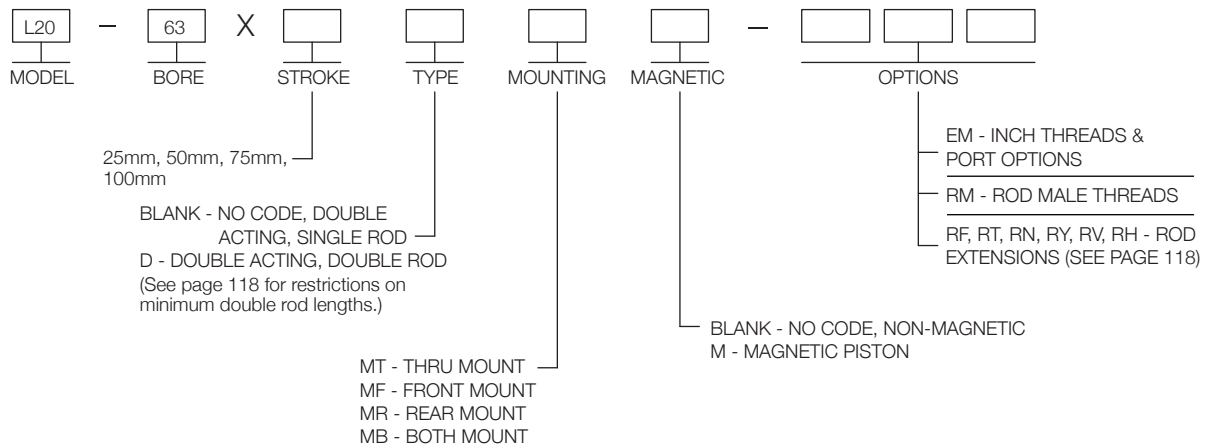 L20 – 63 X –
MODEL BORE STROKE TYPE MOUNTING MAGNETIC OPTIONS
25mm, 50mm, 75mm,
100mm
BLANK - NO CODE, DOUBLE
ACTING, SINGLE ROD
D - DOUBLE ACTING, DOUBLE ROD
(See page 118 for restrictions on
minimum double rod lengths.)
MT - THRU MOUNT
MF - FRONT MOUNT
MR - REAR MOUNT
MB - BOTH MOUNT
BLANK - NO CODE, NON-MAGNETIC
M - MAGNETIC PISTON
EM - INCH THREADS &
PORT OPTIONS
RM - ROD MALE THREADS
RF, RT, RN, RY, RV, RH - ROD
EXTENSIONS (SEE PAGE 118)